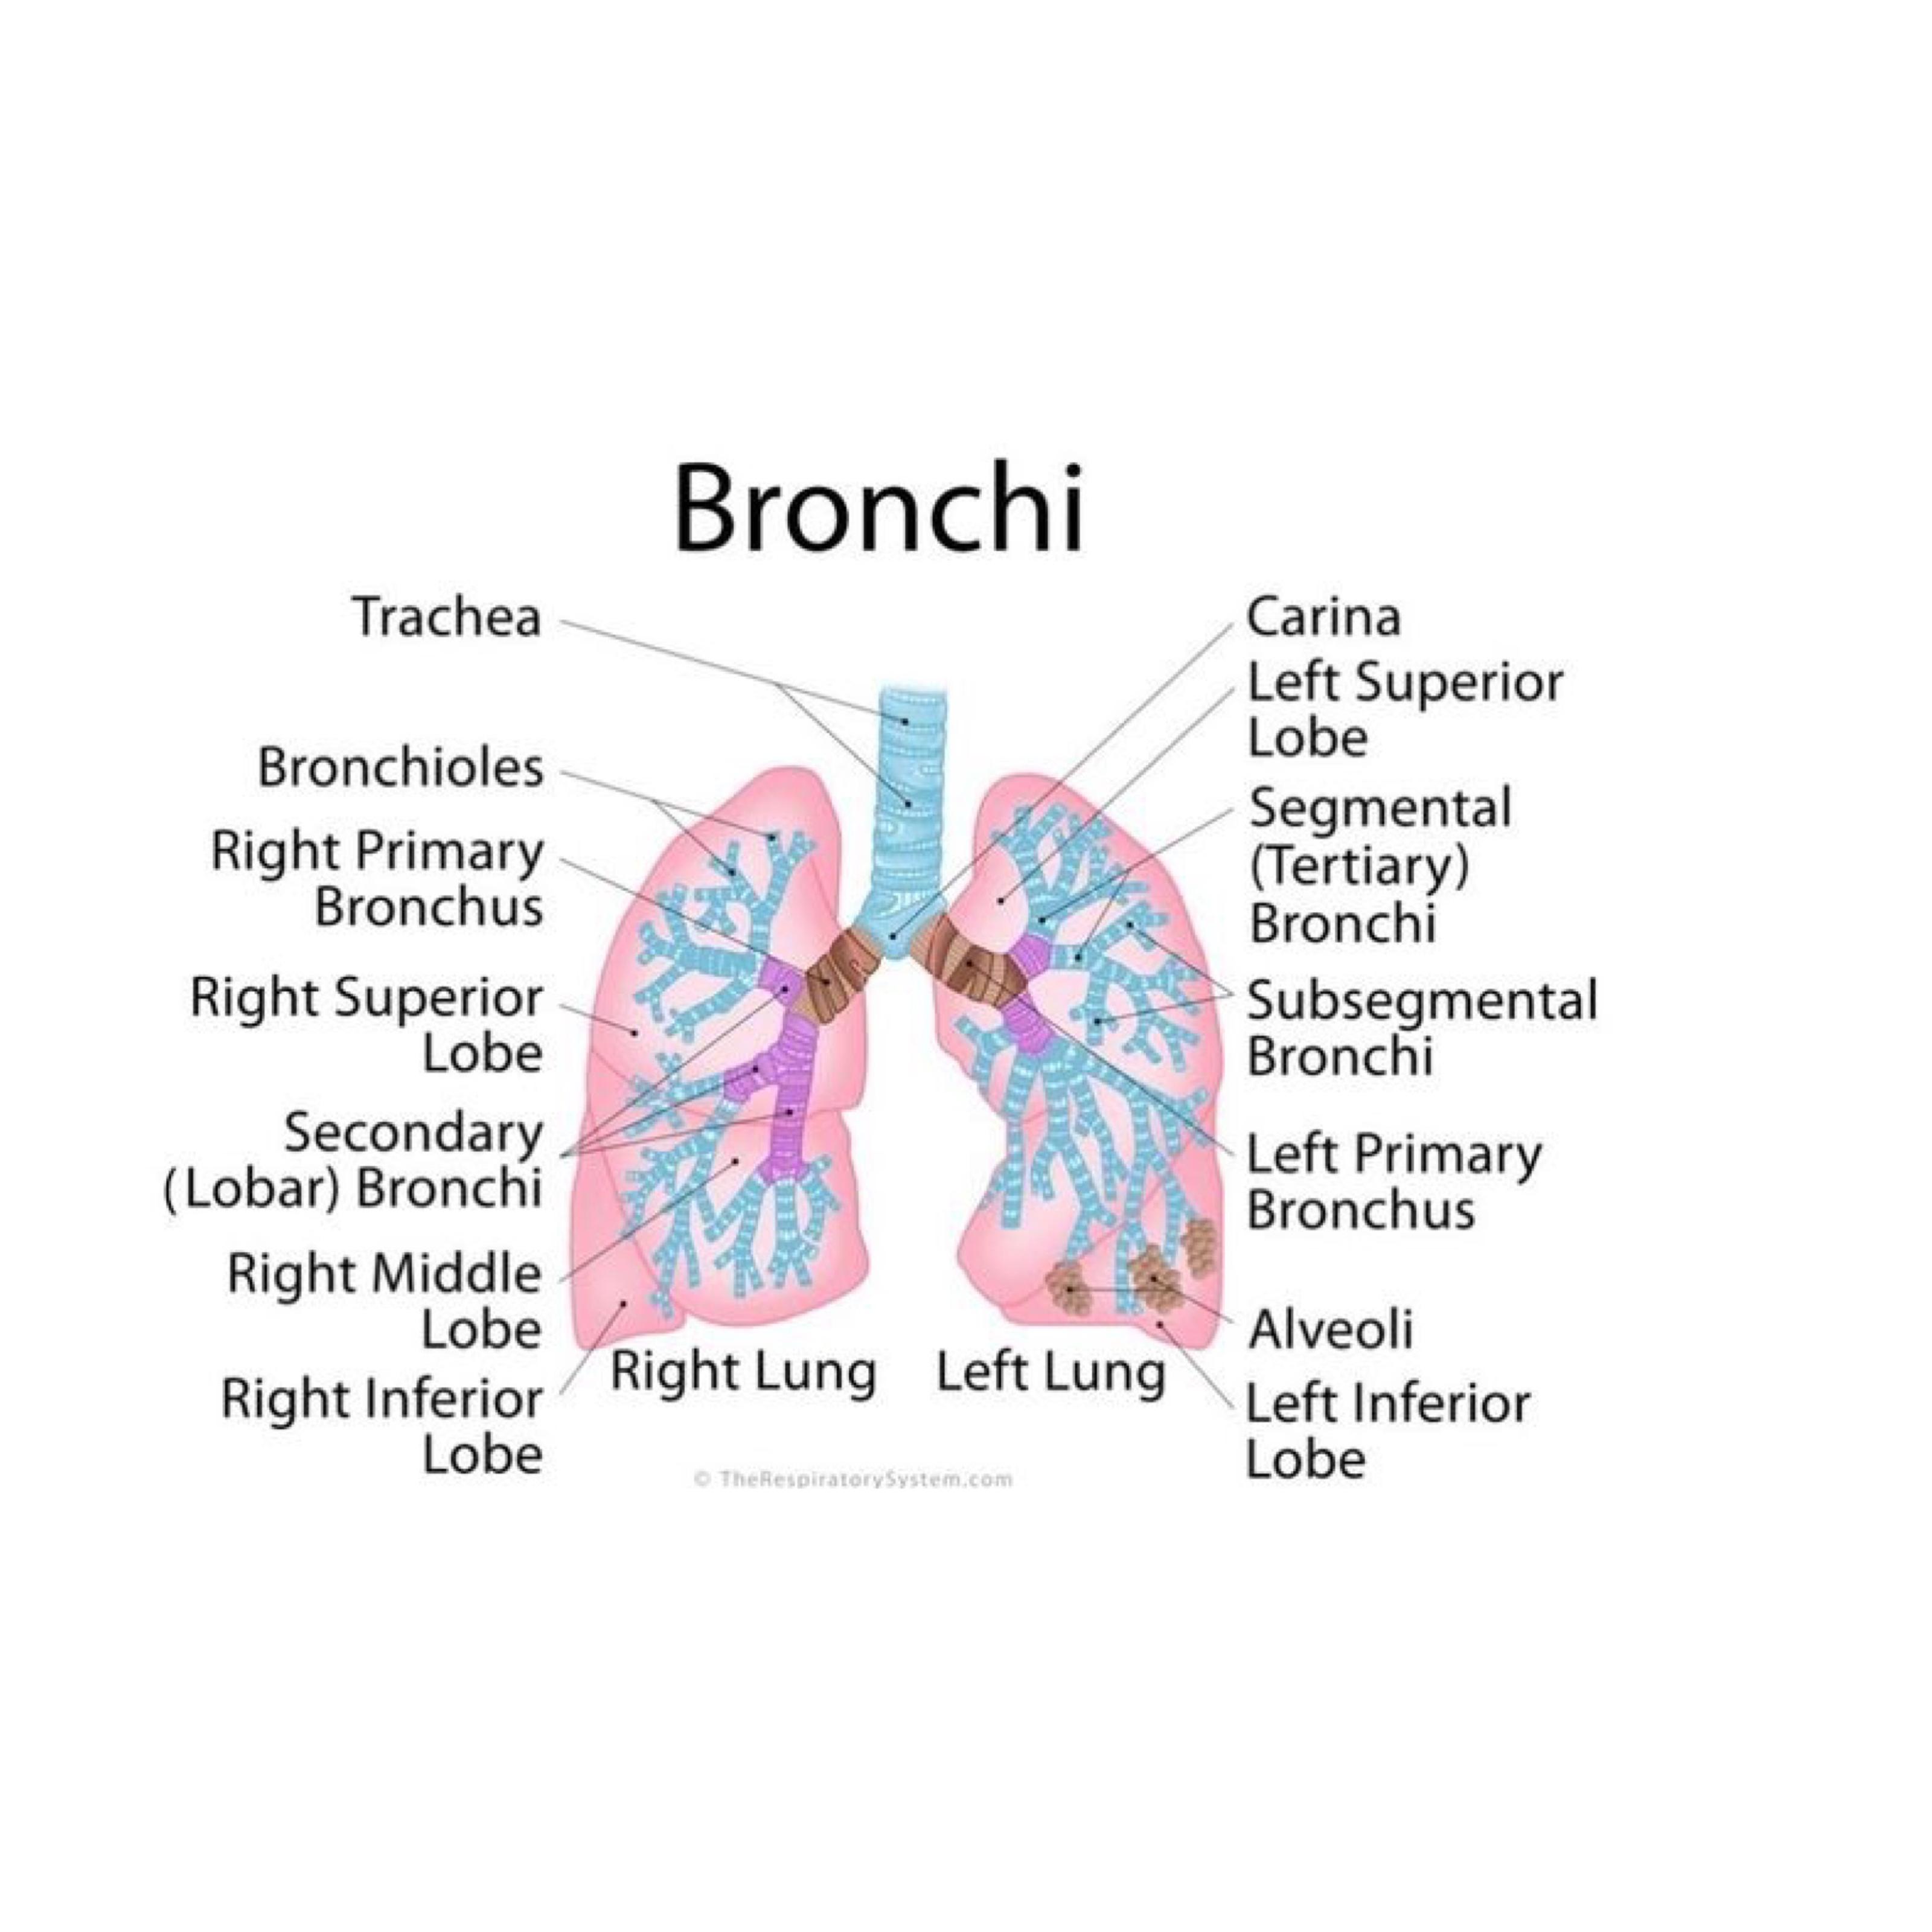 Bronchi
Trachea
Bronchioles
Right Primary
Bronchus
Right Superior
Lobe
Secondary
(Lobar) Bronchi
Right Middle
Lobe
Right Inferior
Lobe
Carina
Left Superior
Lobe
Segmental
(Tertiary)
Bronchi
Subsegmental
Bronchi
Left Primary
Bronchus
Alveoli
Left Inferior
Lobe
Right Lung
Left Lung
© TheRespiratorySystem.com